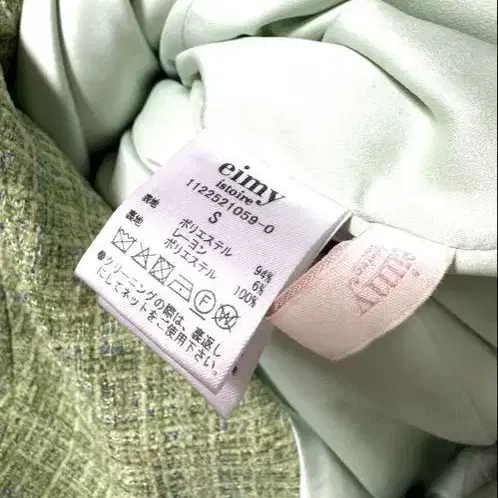 eimy
istoire
1122521059-0
S
表地 ポリエステル 94%
レーヨン 6%
裏地 ポリエステル 100%
F W
●クリーニングの際は、裏返し
にしてネットをご使用下さい。
eimy
istoire